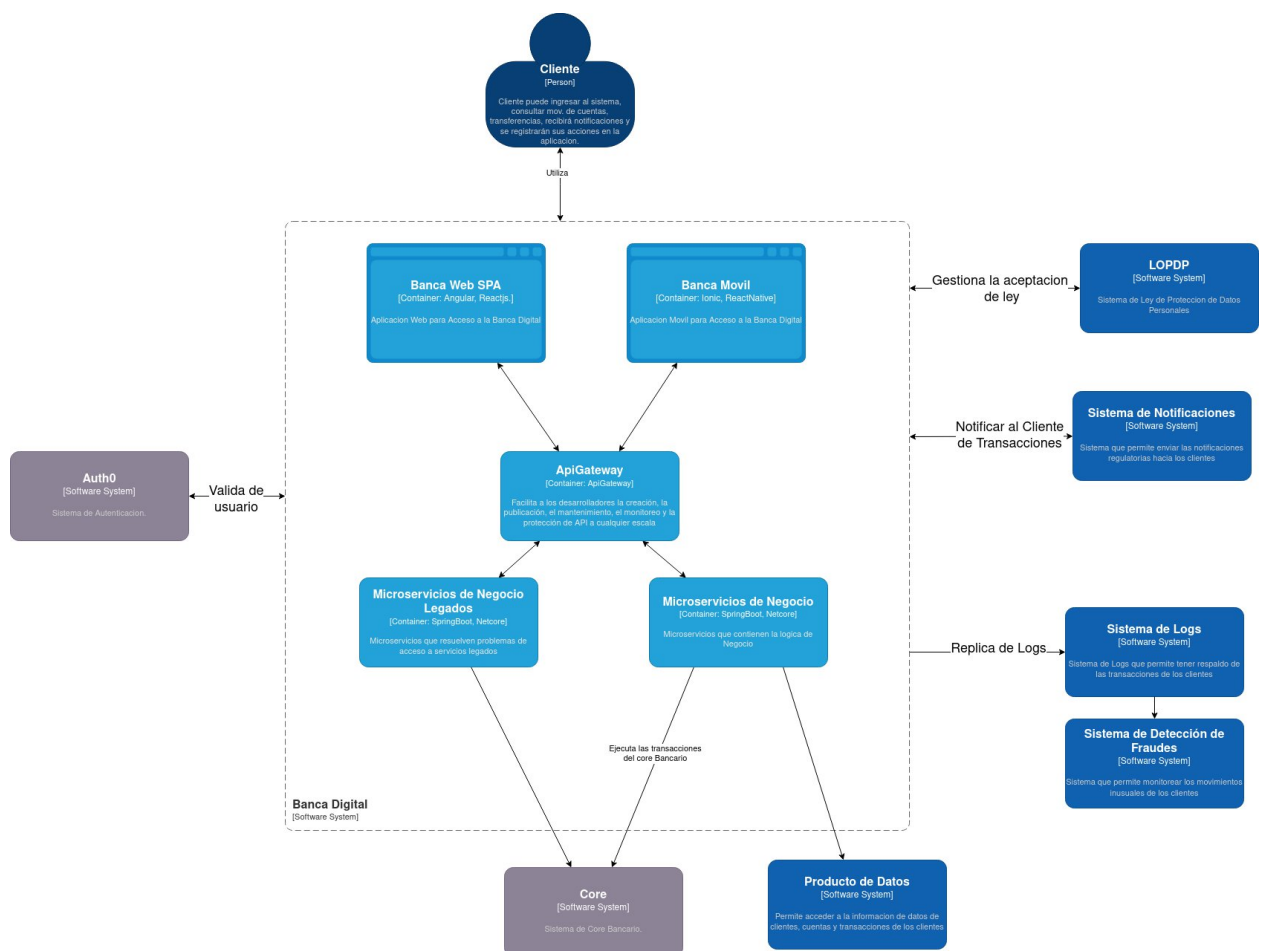 Cliente
[Person]
Cliente puede ingresar al sistema,
consultar mov. de cuentas,
transferencias, recibirá notificaciones y
se registrarán sus acciones en la
aplicacion.
Utiliza
Banca Web SPA
[Container: Angular, Reactjs.]
Aplicacion Web para Acceso a la Banca Digital
Banca Movil
[Container: Ionic, ReactNative]
Aplicacion Movil para Acceso a la Banca Digital
Gestiona la aceptacion
de ley
LOPDP
[Software System]
Sistema de Ley de Proteccion de Datos
Personales
Notificar al Cliente
de Transacciones
Sistema de Notificaciones
[Software System]
Sistema que permite enviar las notificaciones
regulatorias hacia los clientes
Auth0
[Software System]
Sistema de Autenticacion.
Valida de
usuario
ApiGateway
[Container: ApiGateway]
Facilita a los desarrolladores la creación, la
publicación, el mantenimiento, el monitoreo y la
protección de API a cualquier escala
Microservicios de Negocio
Legados
[Container: SpringBoot, Netcore]
Microservicios que resuelven problemas de
acceso a servicios legados
Microservicios de Negocio
[Container: SpringBoot, Netcore]
Microservicios que contienen la logica de
Negocio
Replica de Logs
Sistema de Logs
[Software System]
Sistema de Logs que permite tener respaldo de
las transacciones de los clientes
Sistema de Detección de
Fraudes
[Software System]
Sistema que permite monitorear los movimientos
inusuales de los clientes
Ejecuta las transacciones
del core Bancario
Banca Digital
[Software System]
Core
[Software System]
Sistema de Core Bancario.
Producto de Datos
[Software System]
Permite acceder a la informacion de datos de
clientes, cuentas y transacciones de los clientes